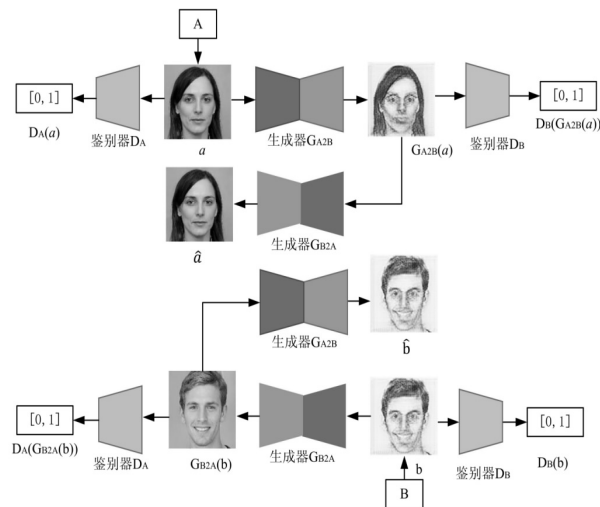 A
[0, 1]
[0, 1]
DA(a)
鉴别器DA
a
生成器GA2B
GA2B(a)
鉴别器DB
DB(GA2B(a))
生成器GB2A
â
生成器GA2B
b̂
[0, 1]
[0, 1]
DA(GB2A(b))
鉴别器DA
GB2A(b)
生成器GB2A
b
鉴别器DB
DB(b)
B